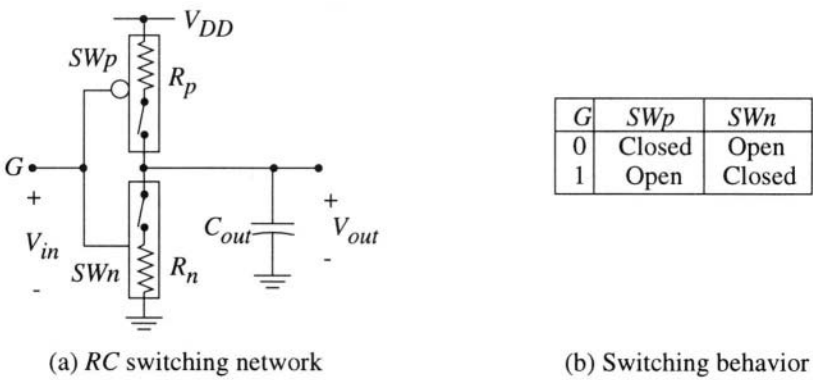 V_DD
SWp
R_p
G
+
V_in
-
SWn
R_n
C_out
+
V_out
-
(a) RC switching network
G SWp SWn
0 Closed Open
1 Open Closed
(b) Switching behavior